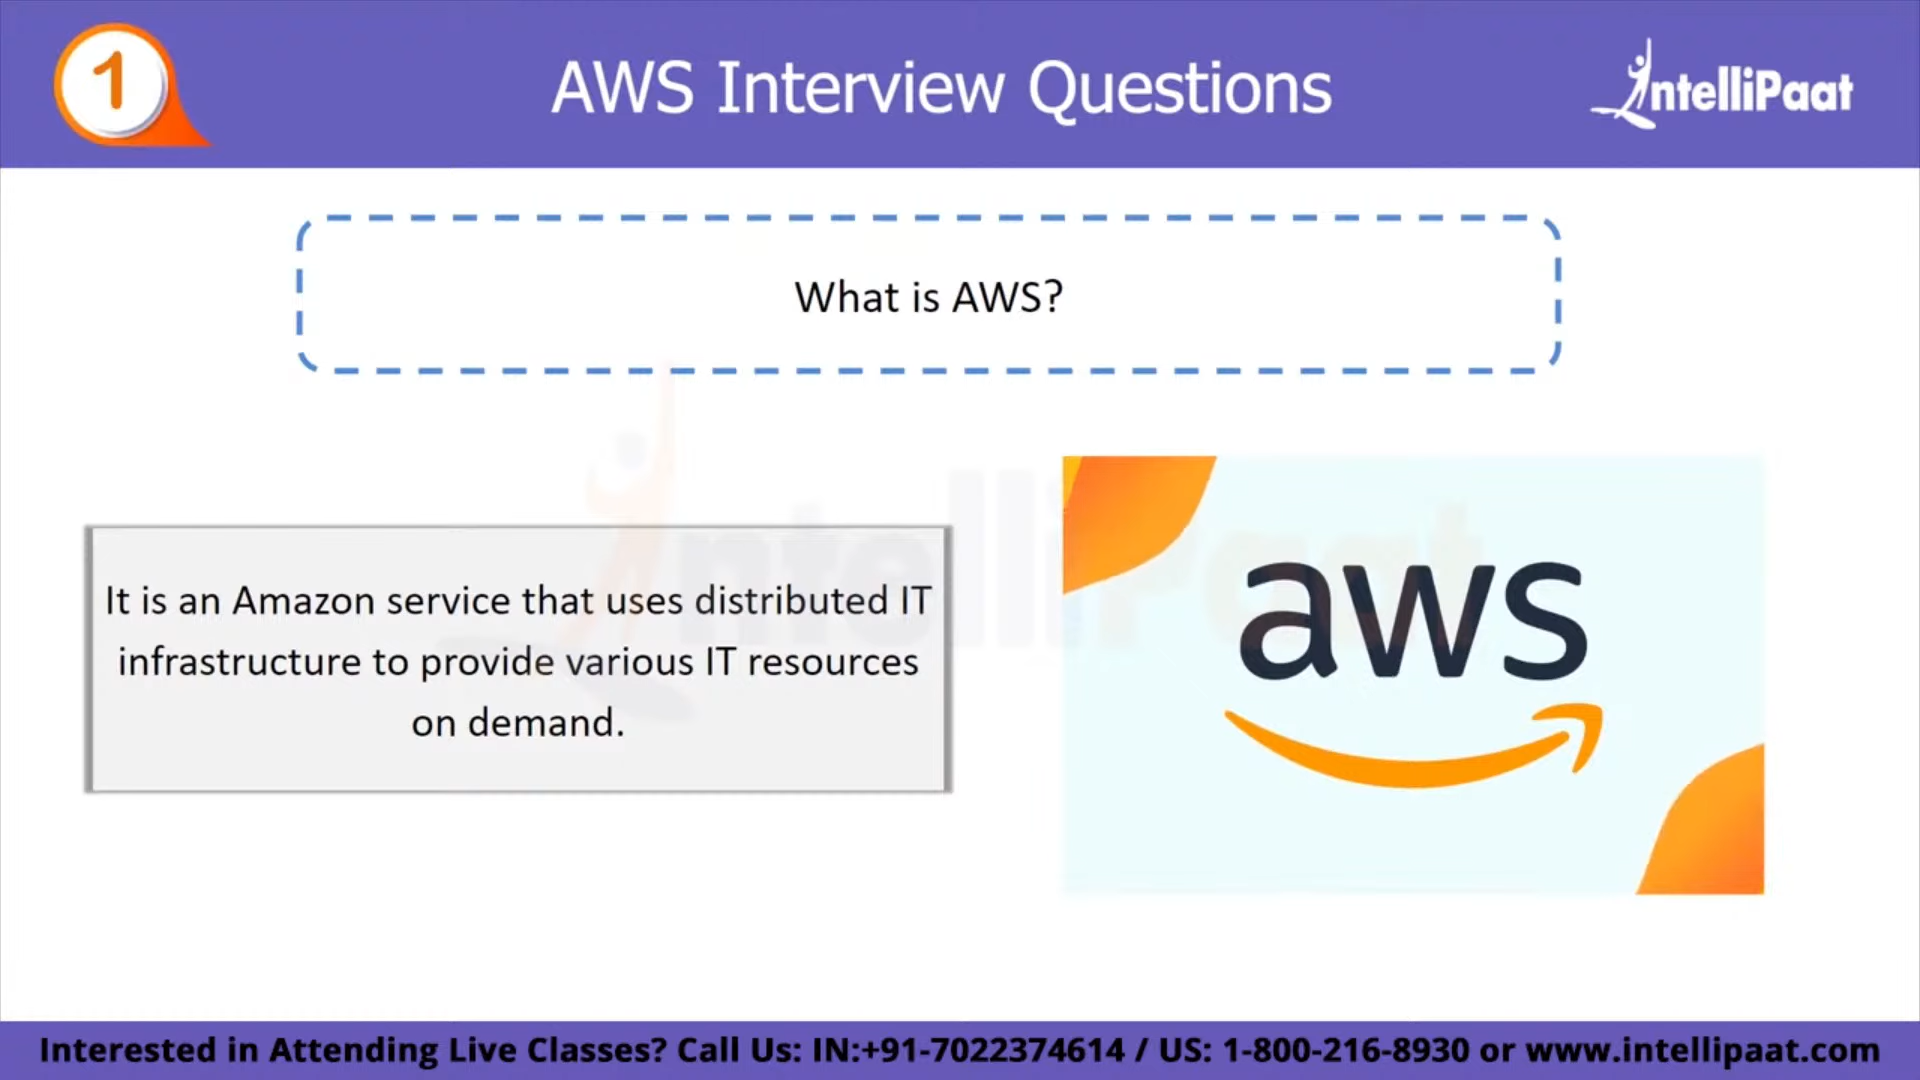 1
AWS Interview Questions
IntelliPaat
What is AWS?
It is an Amazon service that uses distributed IT
infrastructure to provide various IT resources
on demand.
aws
IntelliPaat
Interested in Attending Live Classes? Call Us: IN:+91-7022374614 / US: 1-800-216-8930 or www.intellipaat.com